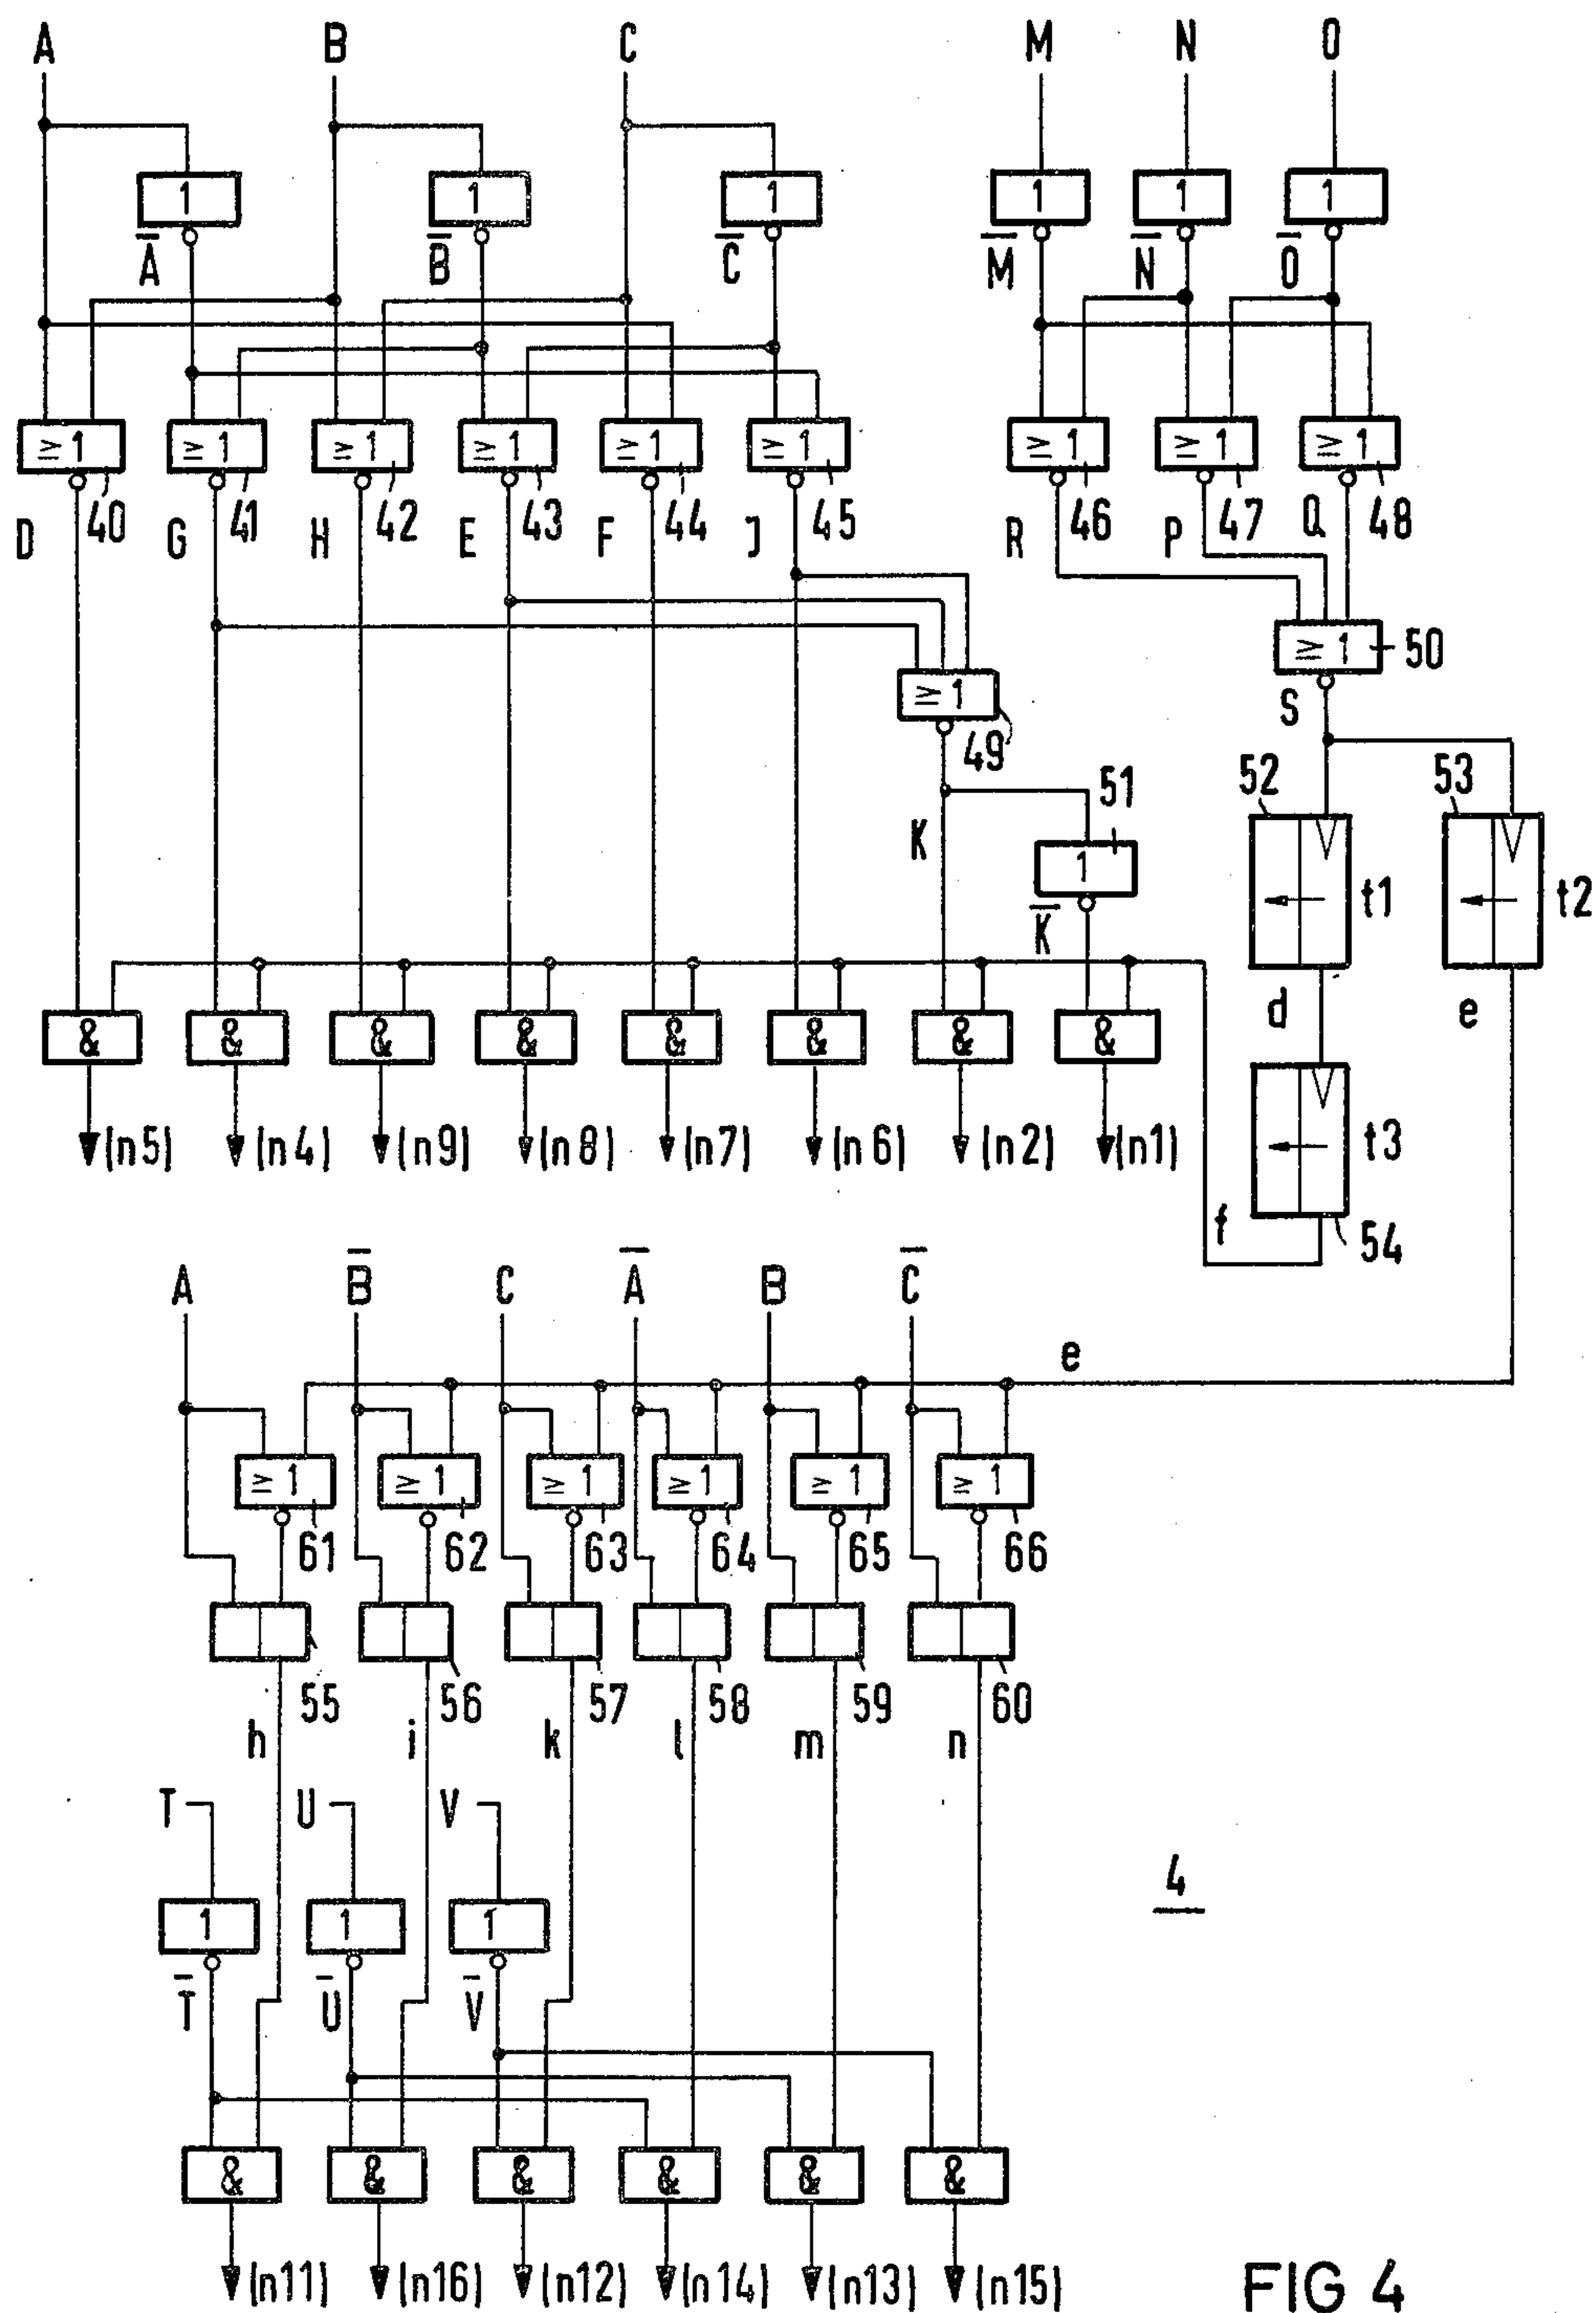 A B C M N O
1 1 1 1 1 1
A̅ B̅ C̅ M̅ N̅ O̅
≥1 ≥1 ≥1 ≥1 ≥1 ≥1 ≥1 ≥1 ≥1
D 40 G 41 H 42 E 43 F 44 J 45 R 46 P 47 Q 48
≥1 50
≥1 S
49
51 52 53
K 1 t1 t2
K̅
d e
& & & & & & & &
(n5) (n4) (n9) (n8) (n7) (n6) (n2) (n1) t3
f 54
A B̅ C A̅ B C̅
e
≥1 ≥1 ≥1 ≥1 ≥1 ≥1
61 62 63 64 65 66
55 56 57 58 59 60
h i k l m n
T U V
4
1 1 1
T̅ U̅ V̅
& & & & & &
(n11) (n16) (n12) (n14) (n13) (n15)
FIG 4